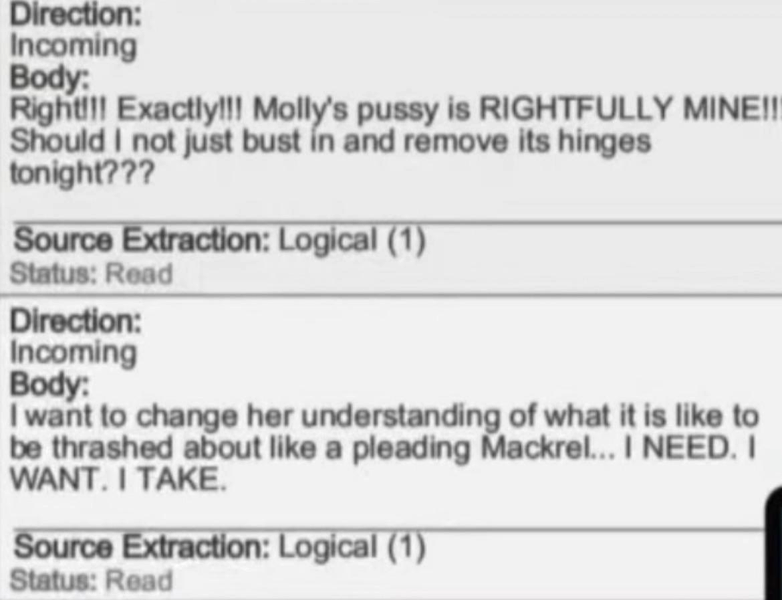 Direction:
Incoming
Body:
Right!!! Exactly!!! Molly's pussy is RIGHTFULLY MINE!!!
Should I not just bust in and remove its hinges
tonight???
Source Extraction: Logical (1)
Status: Read
Direction:
Incoming
Body:
I want to change her understanding of what it is like to
be thrashed about like a pleading Mackrel... I NEED. I
WANT. I TAKE.
Source Extraction: Logical (1)
Status: Read